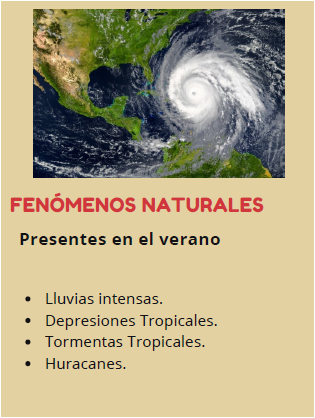 FENÓMENOS NATURALES
Presentes en el verano
• Lluvias intensas.
• Depresiones Tropicales.
• Tormentas Tropicales.
• Huracanes.